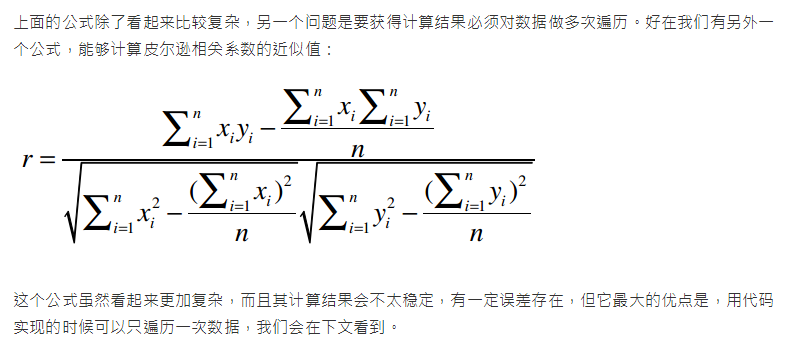 上面的公式除了看起来比较复杂，另一个问题是要获得计算结果必须对数据做多次遍历。好在我们有另外一
个公式，能够计算皮尔逊相关系数的近似值：
r = \frac{\sum_{i=1}^{n} x_i y_i - \frac{\sum_{i=1}^{n} x_i \sum_{i=1}^{n} y_i}{n}}{\sqrt{\sum_{i=1}^{n} x_i^2 - \frac{(\sum_{i=1}^{n} x_i)^2}{n}} \sqrt{\sum_{i=1}^{n} y_i^2 - \frac{(\sum_{i=1}^{n} y_i)^2}{n}}}
这个公式虽然看起来更加复杂，而且其计算结果会不太稳定，有一定误差存在，但它最大的优点是，用代码
实现的时候可以只遍历一次数据，我们会在下文看到。